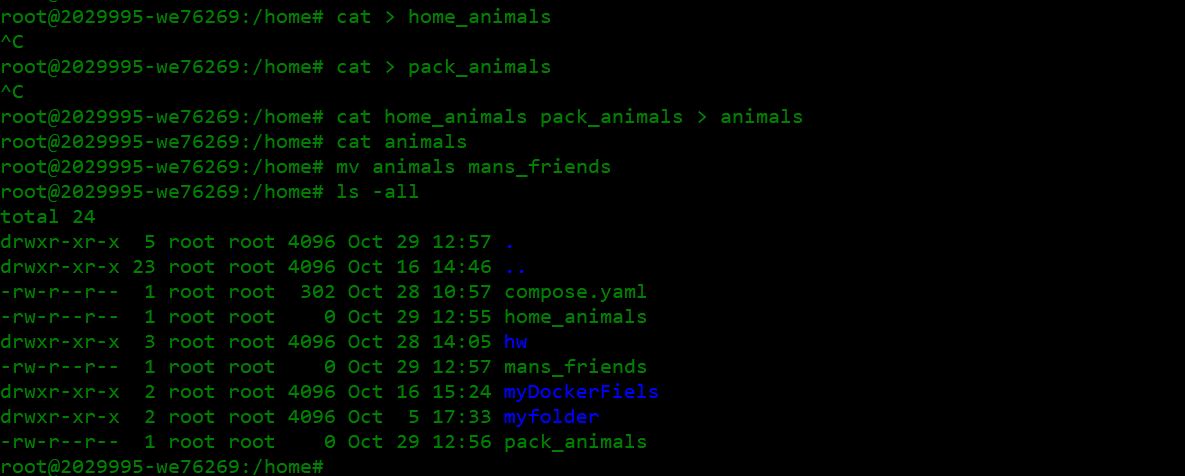 root@2029995-we76269:/home# cat > home_animals
^C
root@2029995-we76269:/home# cat > pack_animals
^C
root@2029995-we76269:/home# cat home_animals pack_animals > animals
root@2029995-we76269:/home# cat animals
root@2029995-we76269:/home# mv animals mans_friends
root@2029995-we76269:/home# ls -all
total 24
drwxr-xr-x  5 root root 4096 Oct 29 12:57 .
drwxr-xr-x 23 root root 4096 Oct 16 14:46 ..
-rw-r--r--  1 root root  302 Oct 28 10:57 compose.yaml
-rw-r--r--  1 root root    0 Oct 29 12:55 home_animals
drwxr-xr-x  3 root root 4096 Oct 28 14:05 hw
-rw-r--r--  1 root root    0 Oct 29 12:57 mans_friends
drwxr-xr-x  2 root root 4096 Oct 16 15:24 myDockerFiels
drwxr-xr-x  2 root root 4096 Oct  5 17:33 myfolder
-rw-r--r--  1 root root    0 Oct 29 12:56 pack_animals
root@2029995-we76269:/home#